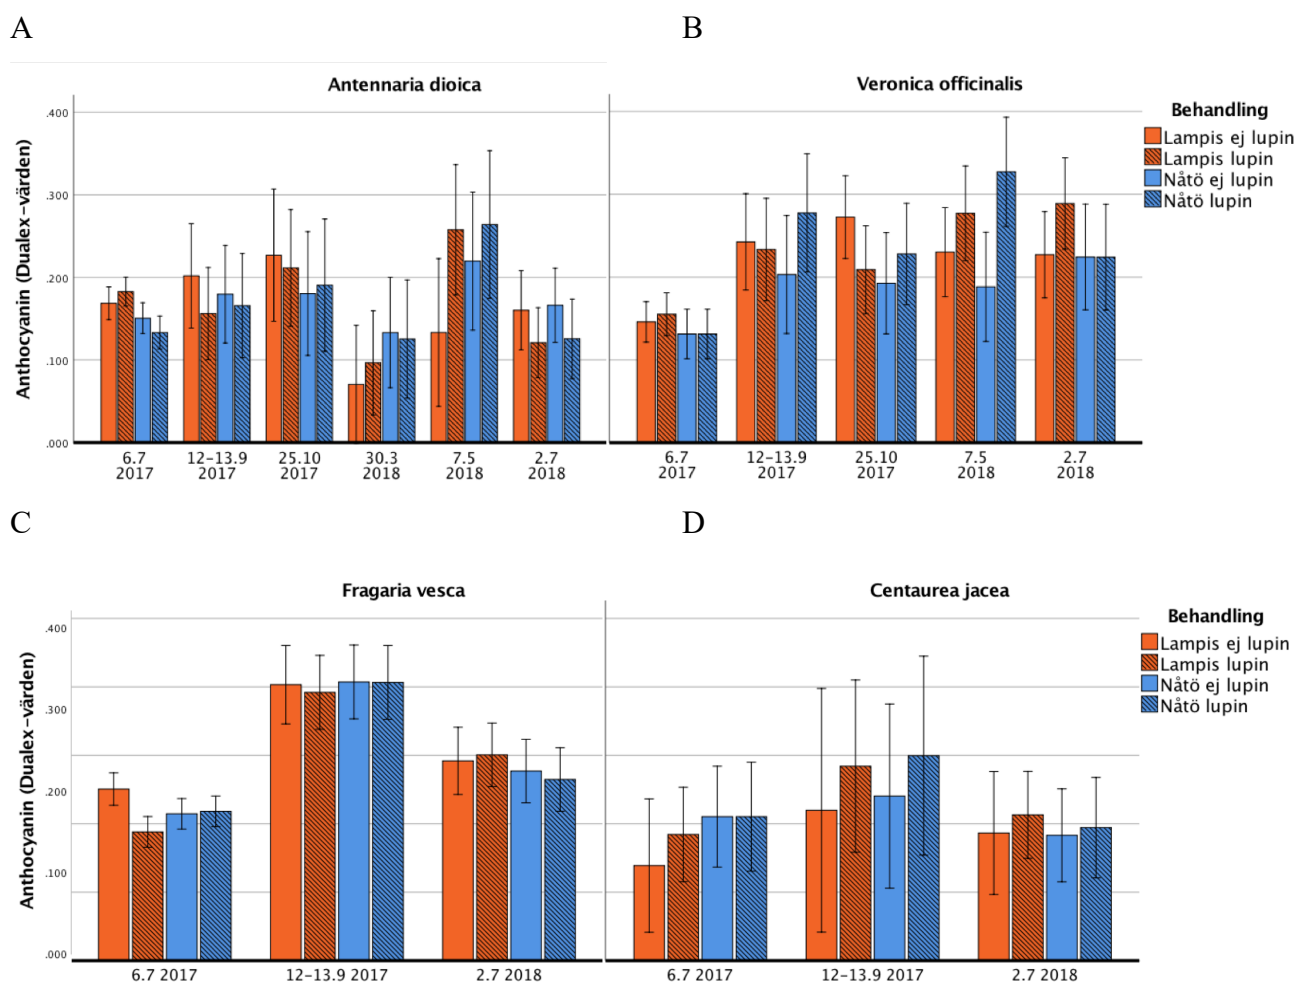 A
B
Antennaria dioica
Veronica officinalis
Anthocyanin (Dualex-värden)
.400
.300
.200
.100
.000
6.7
2017
12-13.9
2017
25.10
2017
30.3
2018
7.5
2018
2.7
2018
6.7
2017
12-13.9
2017
25.10
2017
7.5
2018
2.7
2018
Behandling
Lampis ej lupin
Lampis lupin
Nåtö ej lupin
Nåtö lupin
C
D
Fragaria vesca
Centaurea jacea
Anthocyanin (Dualex-värden)
.400
.300
.200
.100
.000
6.7 2017
12-13.9 2017
2.7 2018
6.7 2017
12-13.9 2017
2.7 2018
Behandling
Lampis ej lupin
Lampis lupin
Nåtö ej lupin
Nåtö lupin